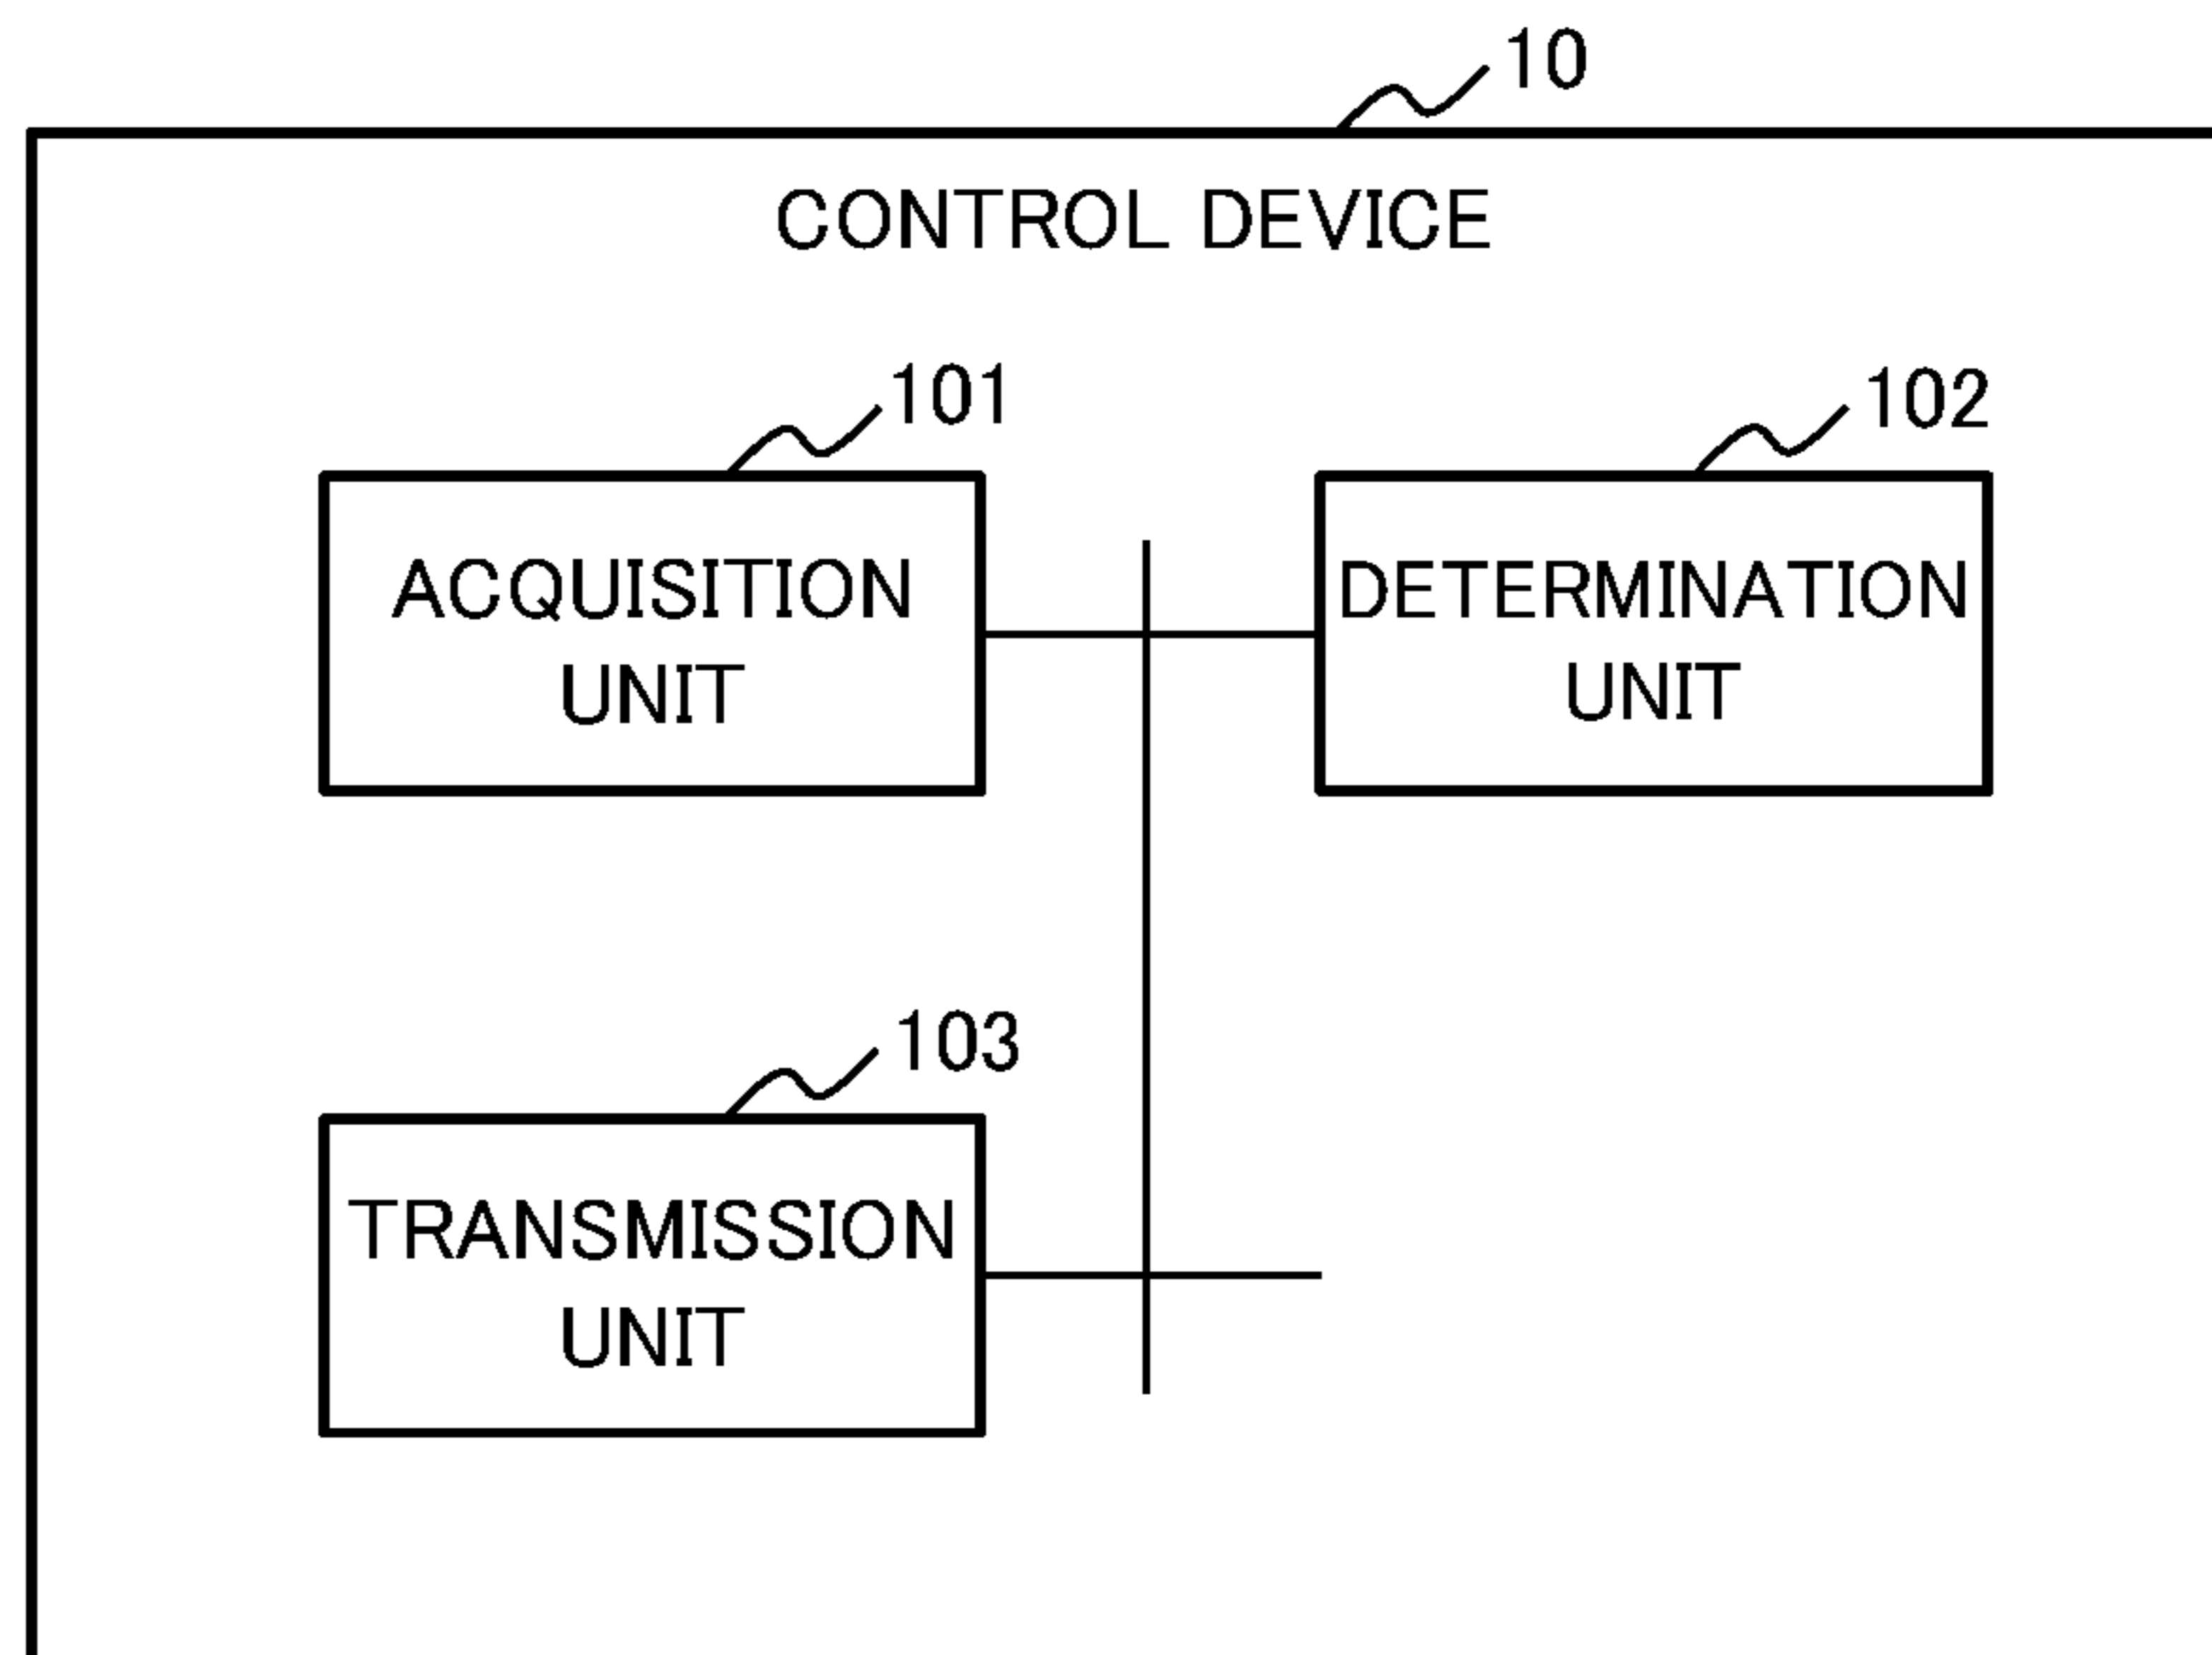 10
CONTROL DEVICE
101
102
ACQUISITION
UNIT
DETERMINATION
UNIT
103
TRANSMISSION
UNIT